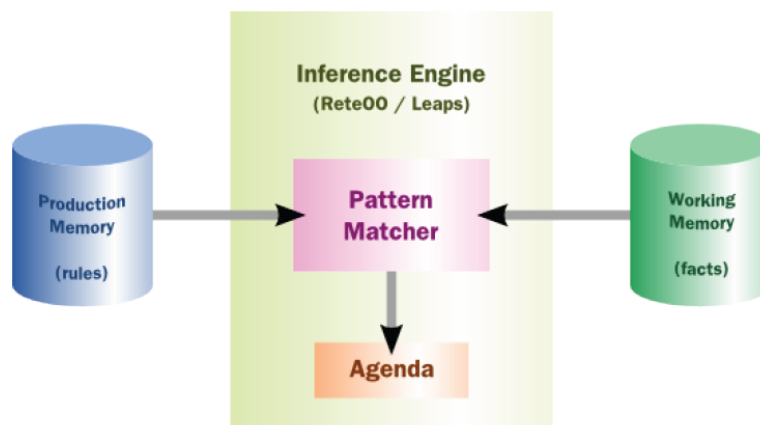 Inference Engine
(ReteOO / Leaps)
Production
Memory
(rules)
Pattern
Matcher
Working
Memory
(facts)
Agenda